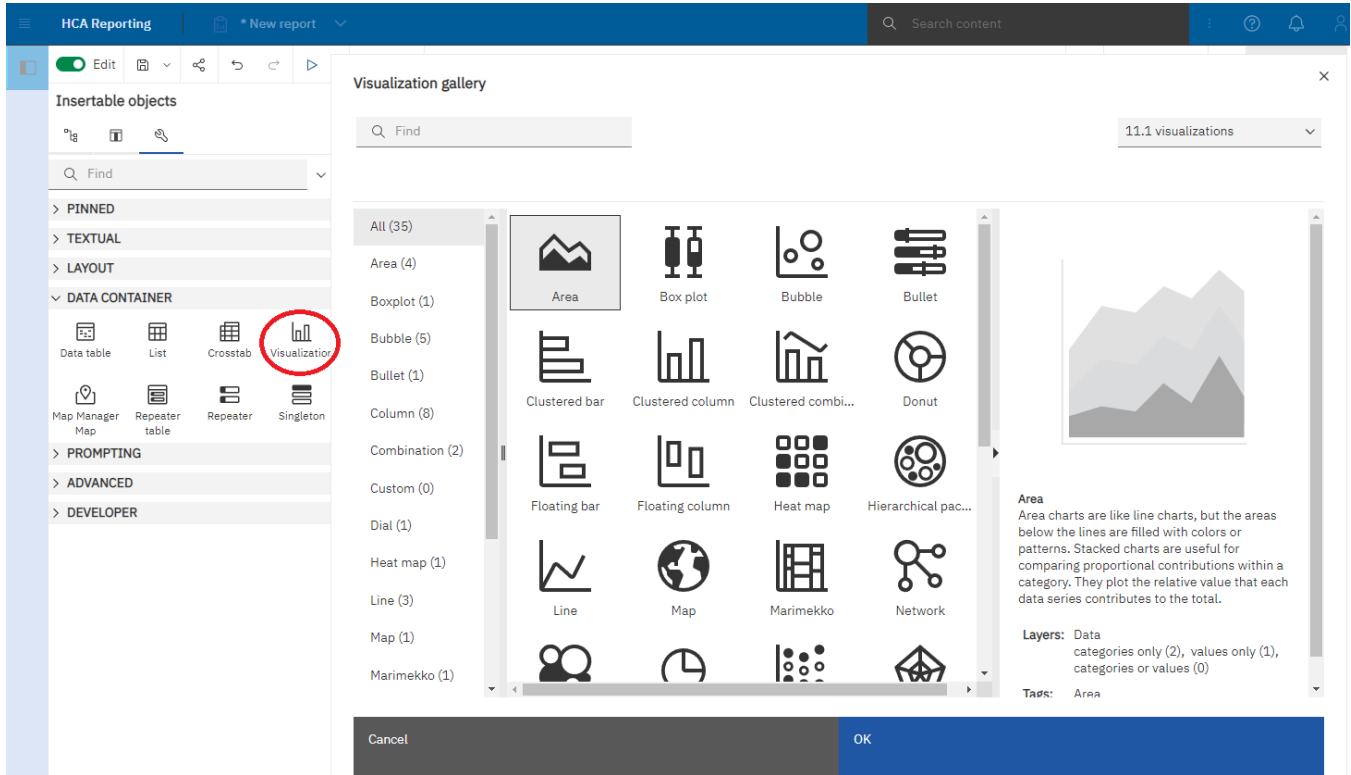 HCA Reporting
* New report
Search content
Edit
Insertable objects
Find
PINNED
TEXTUAL
LAYOUT
DATA CONTAINER
Data table
List
Crosstab
Visualization
Map Manager
Map
Repeater
table
Repeater
Singleton
PROMPTING
ADVANCED
DEVELOPER
Visualization gallery
Find
11.1 visualizations
All (35)
Area (4)
Boxplot (1)
Bubble (5)
Bullet (1)
Column (8)
Combination (2)
Custom (0)
Dial (1)
Heat map (1)
Line (3)
Map (1)
Marimekko (1)
Area
Box plot
Bubble
Bullet
Clustered bar
Clustered column
Clustered combi...
Donut
Floating bar
Floating column
Heat map
Hierarchical pac...
Line
Map
Marimekko
Network
Area
Area charts are like line charts, but the areas
below the lines are filled with colors or
patterns. Stacked charts are useful for
comparing proportional contributions within a
category. They plot the relative value that each
data series contributes to the total.
Layers: Data
categories only (2), values only (1),
categories or values (0)
Tags: Area
Cancel
OK